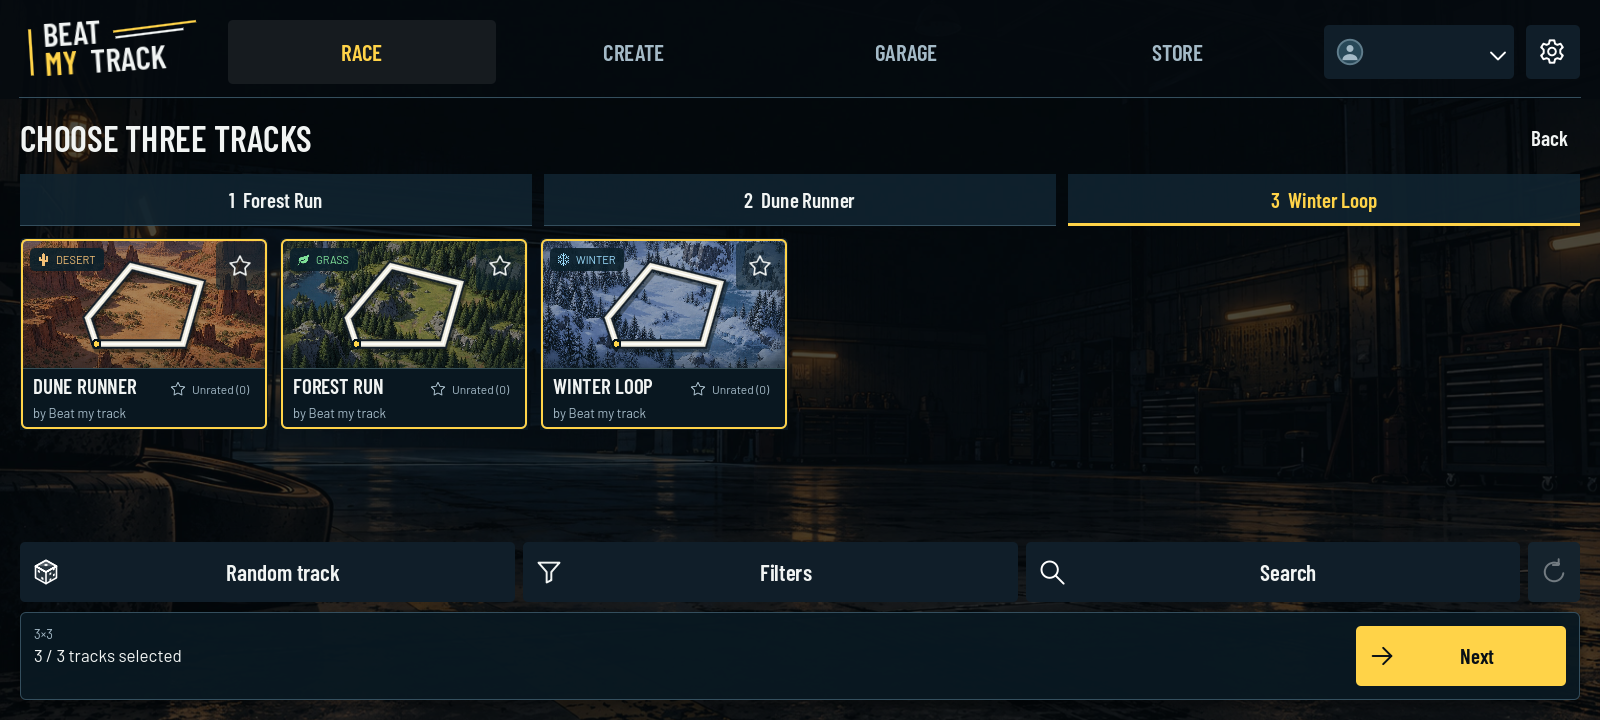 BEAT
MY TRACK
RACE
CREATE
GARAGE
STORE
CHOOSE THREE TRACKS
Back
1 Forest Run
2 Dune Runner
3 Winter Loop
DESERT
GRASS
WINTER
DUNE RUNNER
Unrated (0)
by Beat my track
FOREST RUN
Unrated (0)
by Beat my track
WINTER LOOP
Unrated (0)
by Beat my track
Random track
Filters
Search
3×3
3 / 3 tracks selected
Next